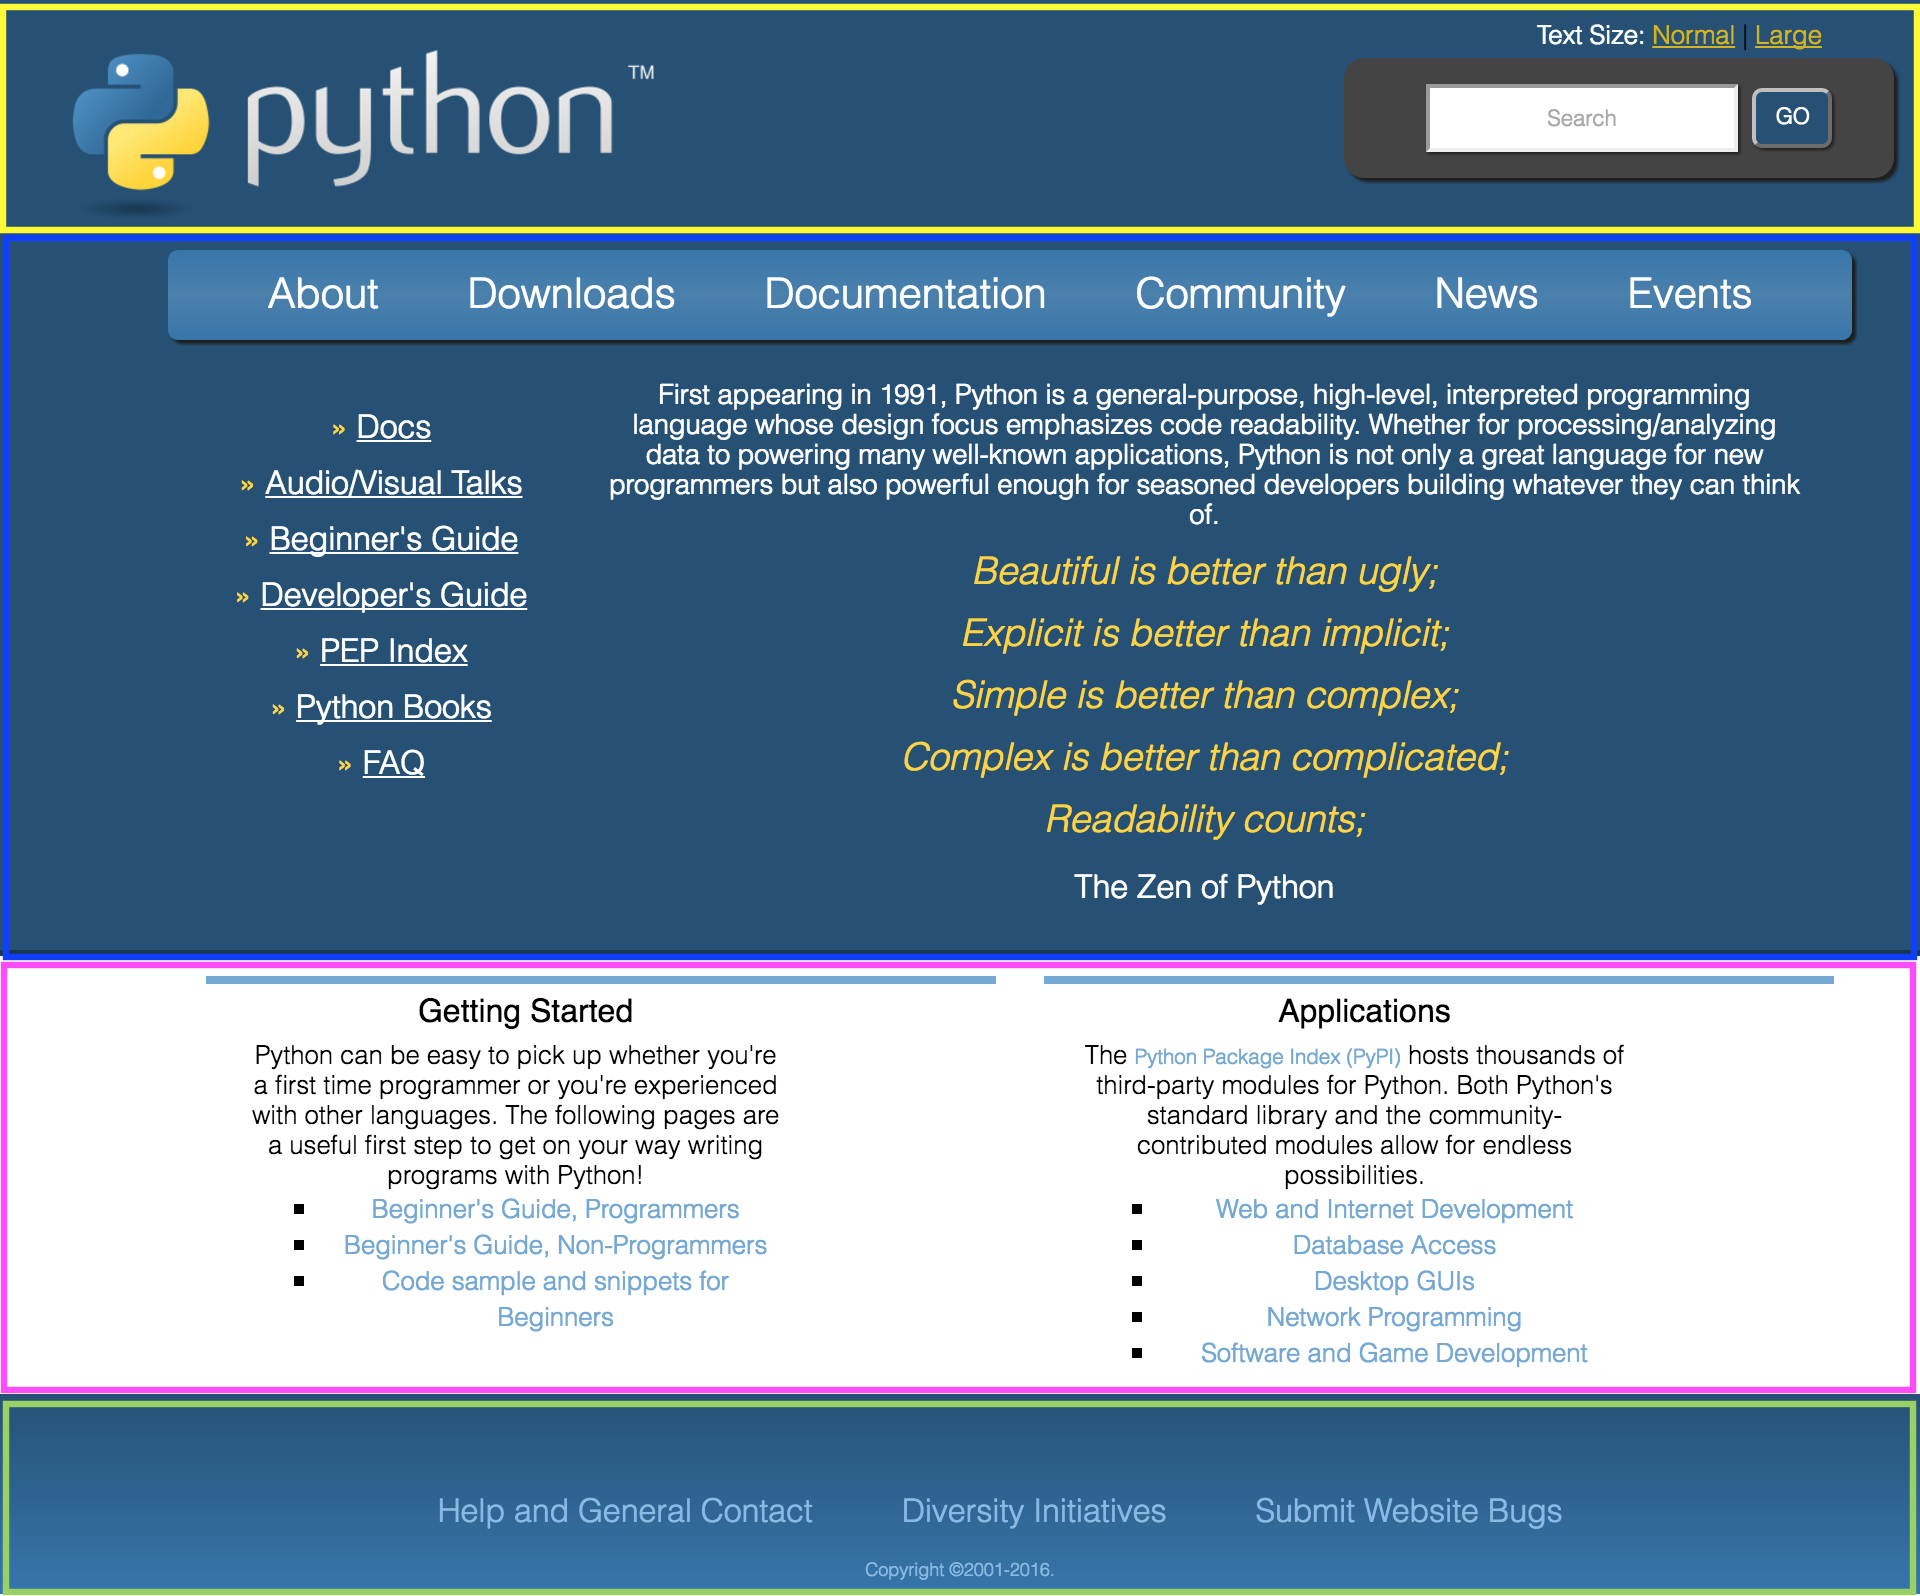 Text Size: Normal | Large
python™
Search
GO
About Downloads Documentation Community News Events
» Docs
» Audio/Visual Talks
» Beginner's Guide
» Developer's Guide
» PEP Index
» Python Books
» FAQ
First appearing in 1991, Python is a general-purpose, high-level, interpreted programming
language whose design focus emphasizes code readability. Whether for processing/analyzing
data to powering many well-known applications, Python is not only a great language for new
programmers but also powerful enough for seasoned developers building whatever they can think
of.
Beautiful is better than ugly;
Explicit is better than implicit;
Simple is better than complex;
Complex is better than complicated;
Readability counts;
The Zen of Python
Getting Started
Python can be easy to pick up whether you're
a first time programmer or you're experienced
with other languages. The following pages are
a useful first step to get on your way writing
programs with Python!
Beginner's Guide, Programmers
Beginner's Guide, Non-Programmers
Code sample and snippets for
Beginners
Applications
The Python Package Index (PyPI) hosts thousands of
third-party modules for Python. Both Python's
standard library and the community-
contributed modules allow for endless
possibilities.
Web and Internet Development
Database Access
Desktop GUIs
Network Programming
Software and Game Development
Help and General Contact Diversity Initiatives Submit Website Bugs
Copyright ©2001-2016.